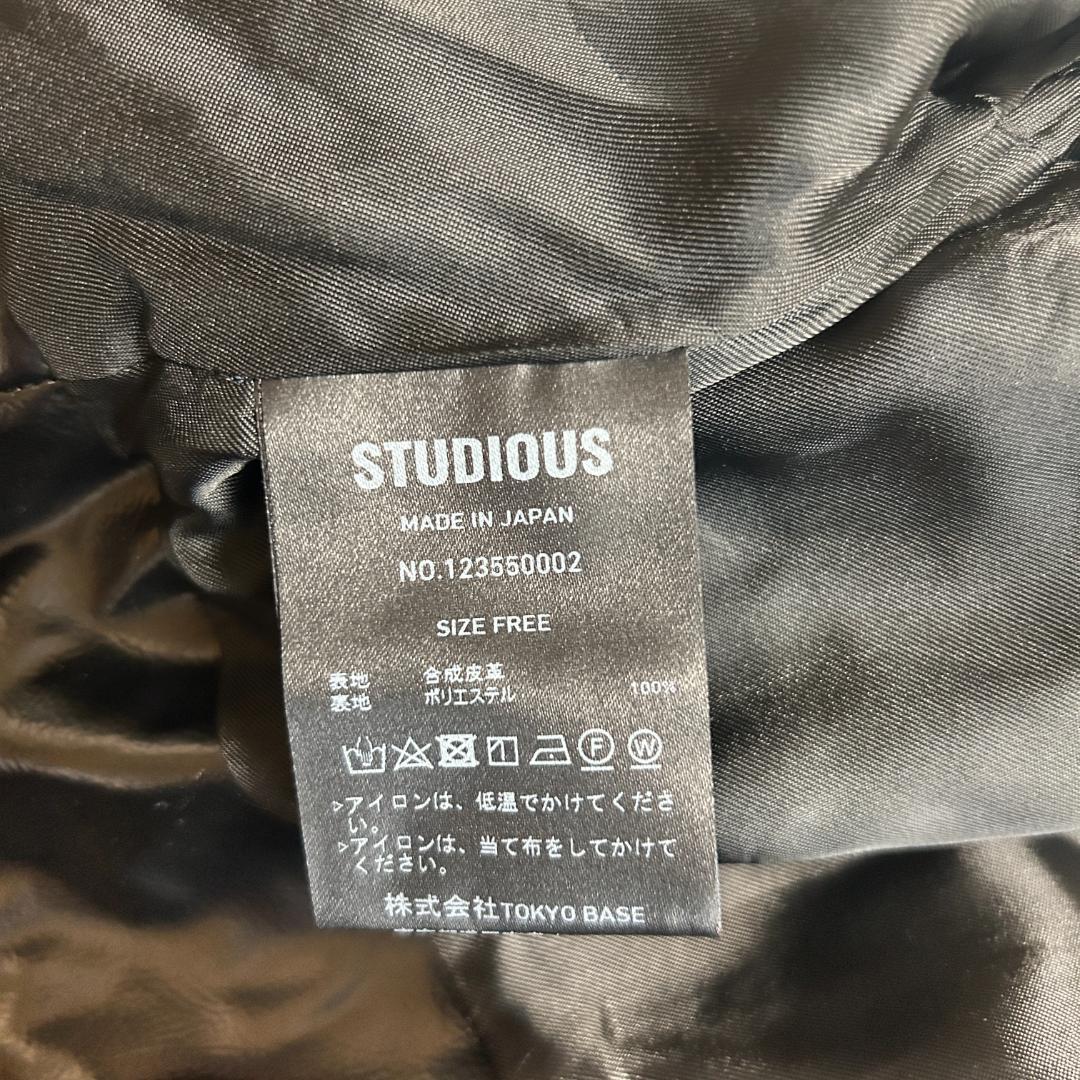 STUDIOUS
MADE IN JAPAN
NO.123550002
SIZE FREE
表地 合成皮革
裏地 ポリエステル 100%
F W
▷アイロンは、低温でかけてくださ
い。
▷アイロンは、当て布をしてかけて
ください。
株式会社TOKYO BASE